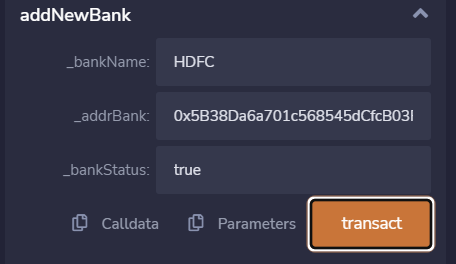 addNewBank
_bankName: HDFC
_addrBank: 0x5B38Da6a701c568545dCfcB03
_bankStatus: true
Calldata Parameters transact